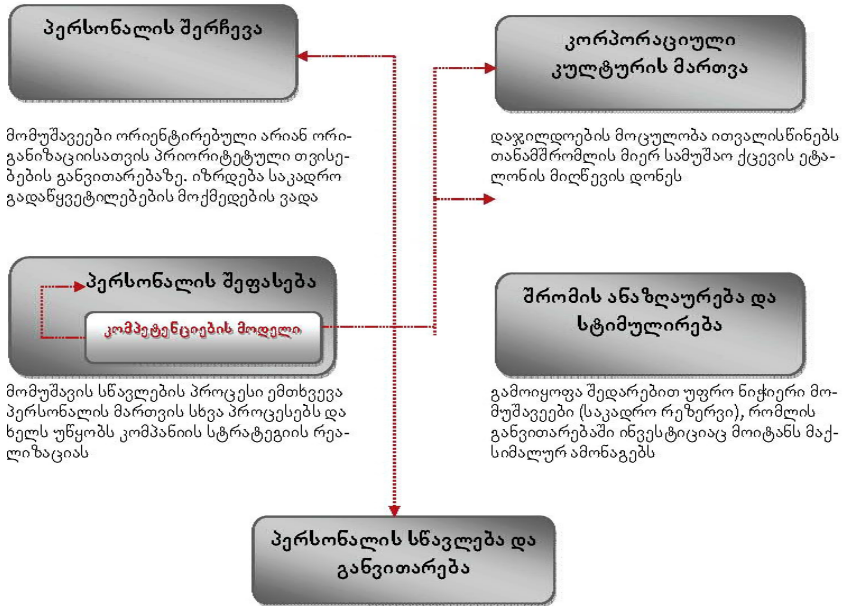 პერსონალის შერჩევა
მომუშავეები ორიენტირებული არიან ორი-
განიზაციისათვის პრიორიტეტული თვისე-
ბების განვითარებაზე. იზრდება საკადრო
გადაწყვეტილებების მოქმედების ვადა
კორპორაციული
კულტურის მართვა
დაჯილდოების მოცულობა ითვალისწინებს
თანამშრომლის მიერ სამუშაო ქცევის ეტა-
ლონის მიღწევის დონეს
პერსონალის შეფასება
კომპეტენციების მოდელი
მომუშავის სწავლების პროცესი ემთხვევა
პერსონალის მართვის სხვა პროცესებს და
ხელს უწყობს კომპანიის სტრატეგიის რეა-
ლიზაციას
შრომის ანაზღაურება და
სტიმულირება
გამოიყოფა შედარებით უფრო ნიჭიერი მო-
მუშავეები (საკადრო რეზერვი), რომლის
განვითარებაში ინვესტიციაც მოიტანს მაქ-
სიმალურ ამონაგებს
პერსონალის სწავლება და
განვითარება